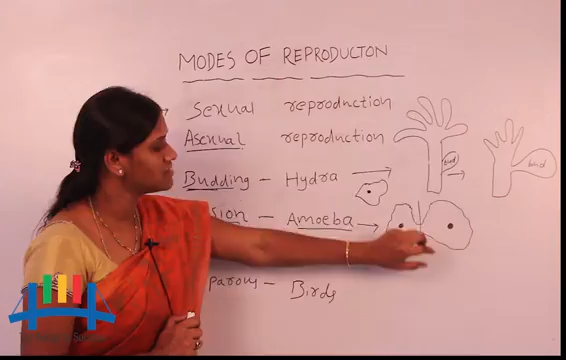 MODES OF REPRODUCTON
Sexual reproduction
Asexual reproduction
Budding - Hydra
bud
bud
sion - Amoeba
parous - Birds